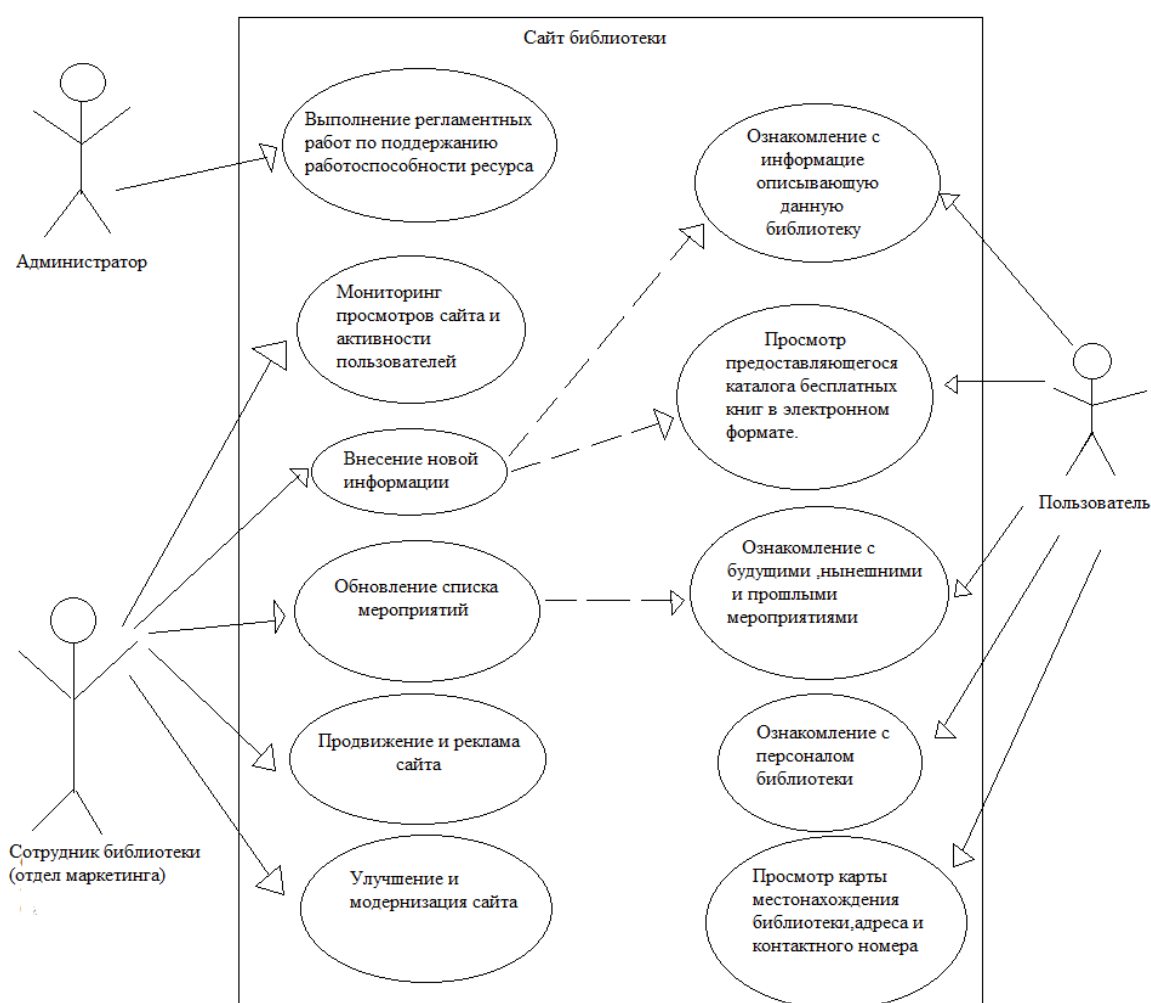 Сайт библиотеки
Выполнение регламентных
работ по поддержанию
работоспособности ресурса
Администратор
Мониторинг
просмотров сайта и
активности
пользователей
Внесение новой
информации
Обновление списка
мероприятий
Продвижение и реклама
сайта
Улучшение и
модернизация сайта
Сотрудник библиотеки
(отдел маркетинга)
Ознакомление с
информацие
описывающую
данную
библиотеку
Просмотр
предоставляющегося
каталога бесплатных
книг в электронном
формате.
Ознакомление с
будущими ,нынешними
и прошлыми
мероприятиями
Ознакомление с
персоналом
библиотеки
Просмотр карты
местонахождения
библиотеки,адреса и
контактного номера
Пользователь